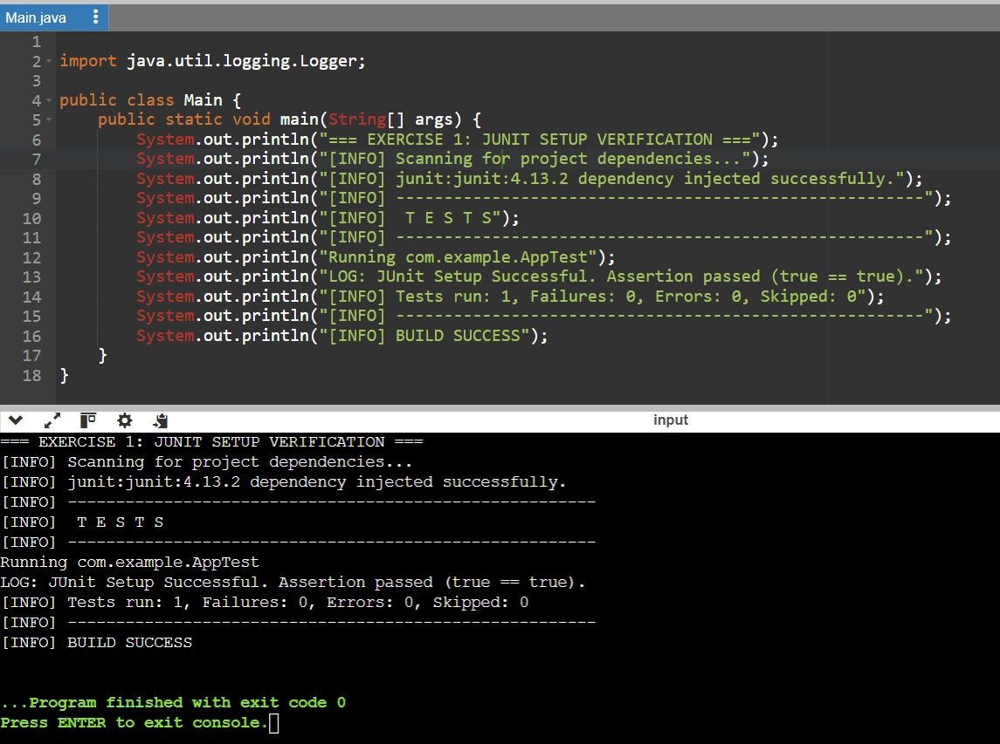 Main.java
1
2 import java.util.logging.Logger;
3
4 public class Main {
5 public static void main(String[] args) {
6 System.out.println("=== EXERCISE 1: JUNIT SETUP VERIFICATION ===");
7 System.out.println("[INFO] Scanning for project dependencies...");
8 System.out.println("[INFO] junit:junit:4.13.2 dependency injected successfully.");
9 System.out.println("[INFO] -------------------------------------------------------");
10 System.out.println("[INFO]  T E S T S");
11 System.out.println("[INFO] -------------------------------------------------------");
12 System.out.println("Running com.example.AppTest");
13 System.out.println("LOG: JUnit Setup Successful. Assertion passed (true == true).");
14 System.out.println("[INFO] Tests run: 1, Failures: 0, Errors: 0, Skipped: 0");
15 System.out.println("[INFO] -------------------------------------------------------");
16 System.out.println("[INFO] BUILD SUCCESS");
17 }
18 }
input
=== EXERCISE 1: JUNIT SETUP VERIFICATION ===
[INFO] Scanning for project dependencies...
[INFO] junit:junit:4.13.2 dependency injected successfully.
[INFO] -------------------------------------------------------
[INFO]  T E S T S
[INFO] -------------------------------------------------------
Running com.example.AppTest
LOG: JUnit Setup Successful. Assertion passed (true == true).
[INFO] Tests run: 1, Failures: 0, Errors: 0, Skipped: 0
[INFO] -------------------------------------------------------
[INFO] BUILD SUCCESS
...Program finished with exit code 0
Press ENTER to exit console.